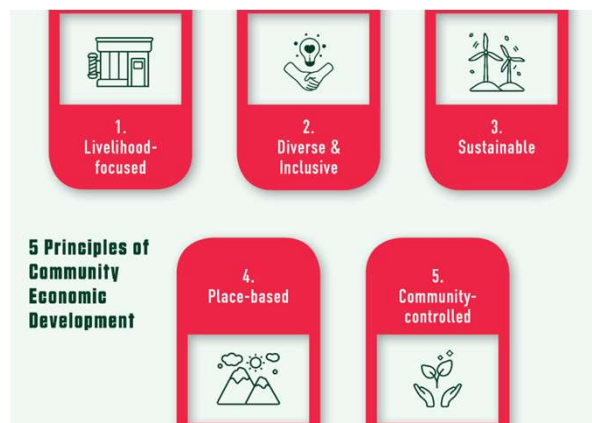 1.
Livelihood-
focused
2.
Diverse &
Inclusive
3.
Sustainable
5 Principles of
Community
Economic
Development
4.
Place-based
5.
Community-
controlled